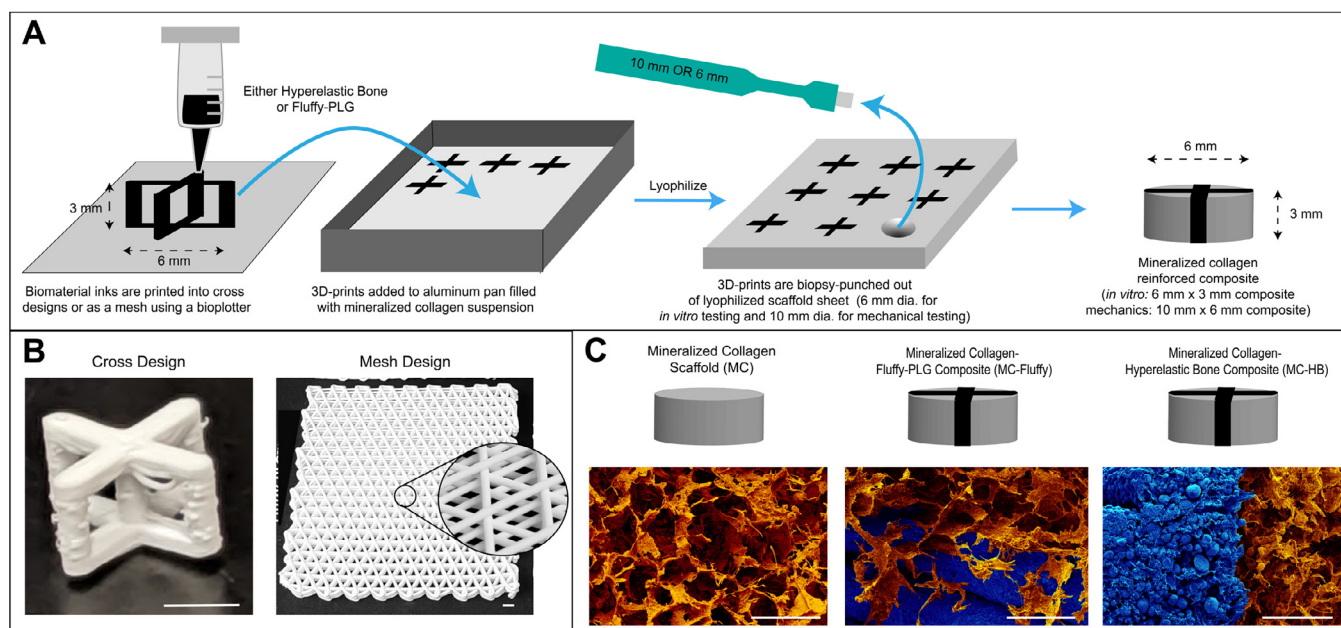 A
10 mm OR 6 mm
Either Hyperelastic Bone
or Fluffy-PLG
Lyophilize
3 mm
6 mm
6 mm
3 mm
Biomaterial inks are printed into cross
designs or as a mesh using a bioplotter
3D-prints added to aluminum pan filled
with mineralized collagen suspension
3D-prints are biopsy-punched out
of lyophilized scaffold sheet (6 mm dia. for
in vitro testing and 10 mm dia. for mechanical testing)
Mineralized collagen
reinforced composite
(in vitro: 6 mm x 3 mm composite
mechanics: 10 mm x 6 mm composite)
B
Cross Design
Mesh Design
C
Mineralized Collagen
Scaffold (MC)
Mineralized Collagen-
Fluffy-PLG Composite (MC-Fluffy)
Mineralized Collagen-
Hyperelastic Bone Composite (MC-HB)